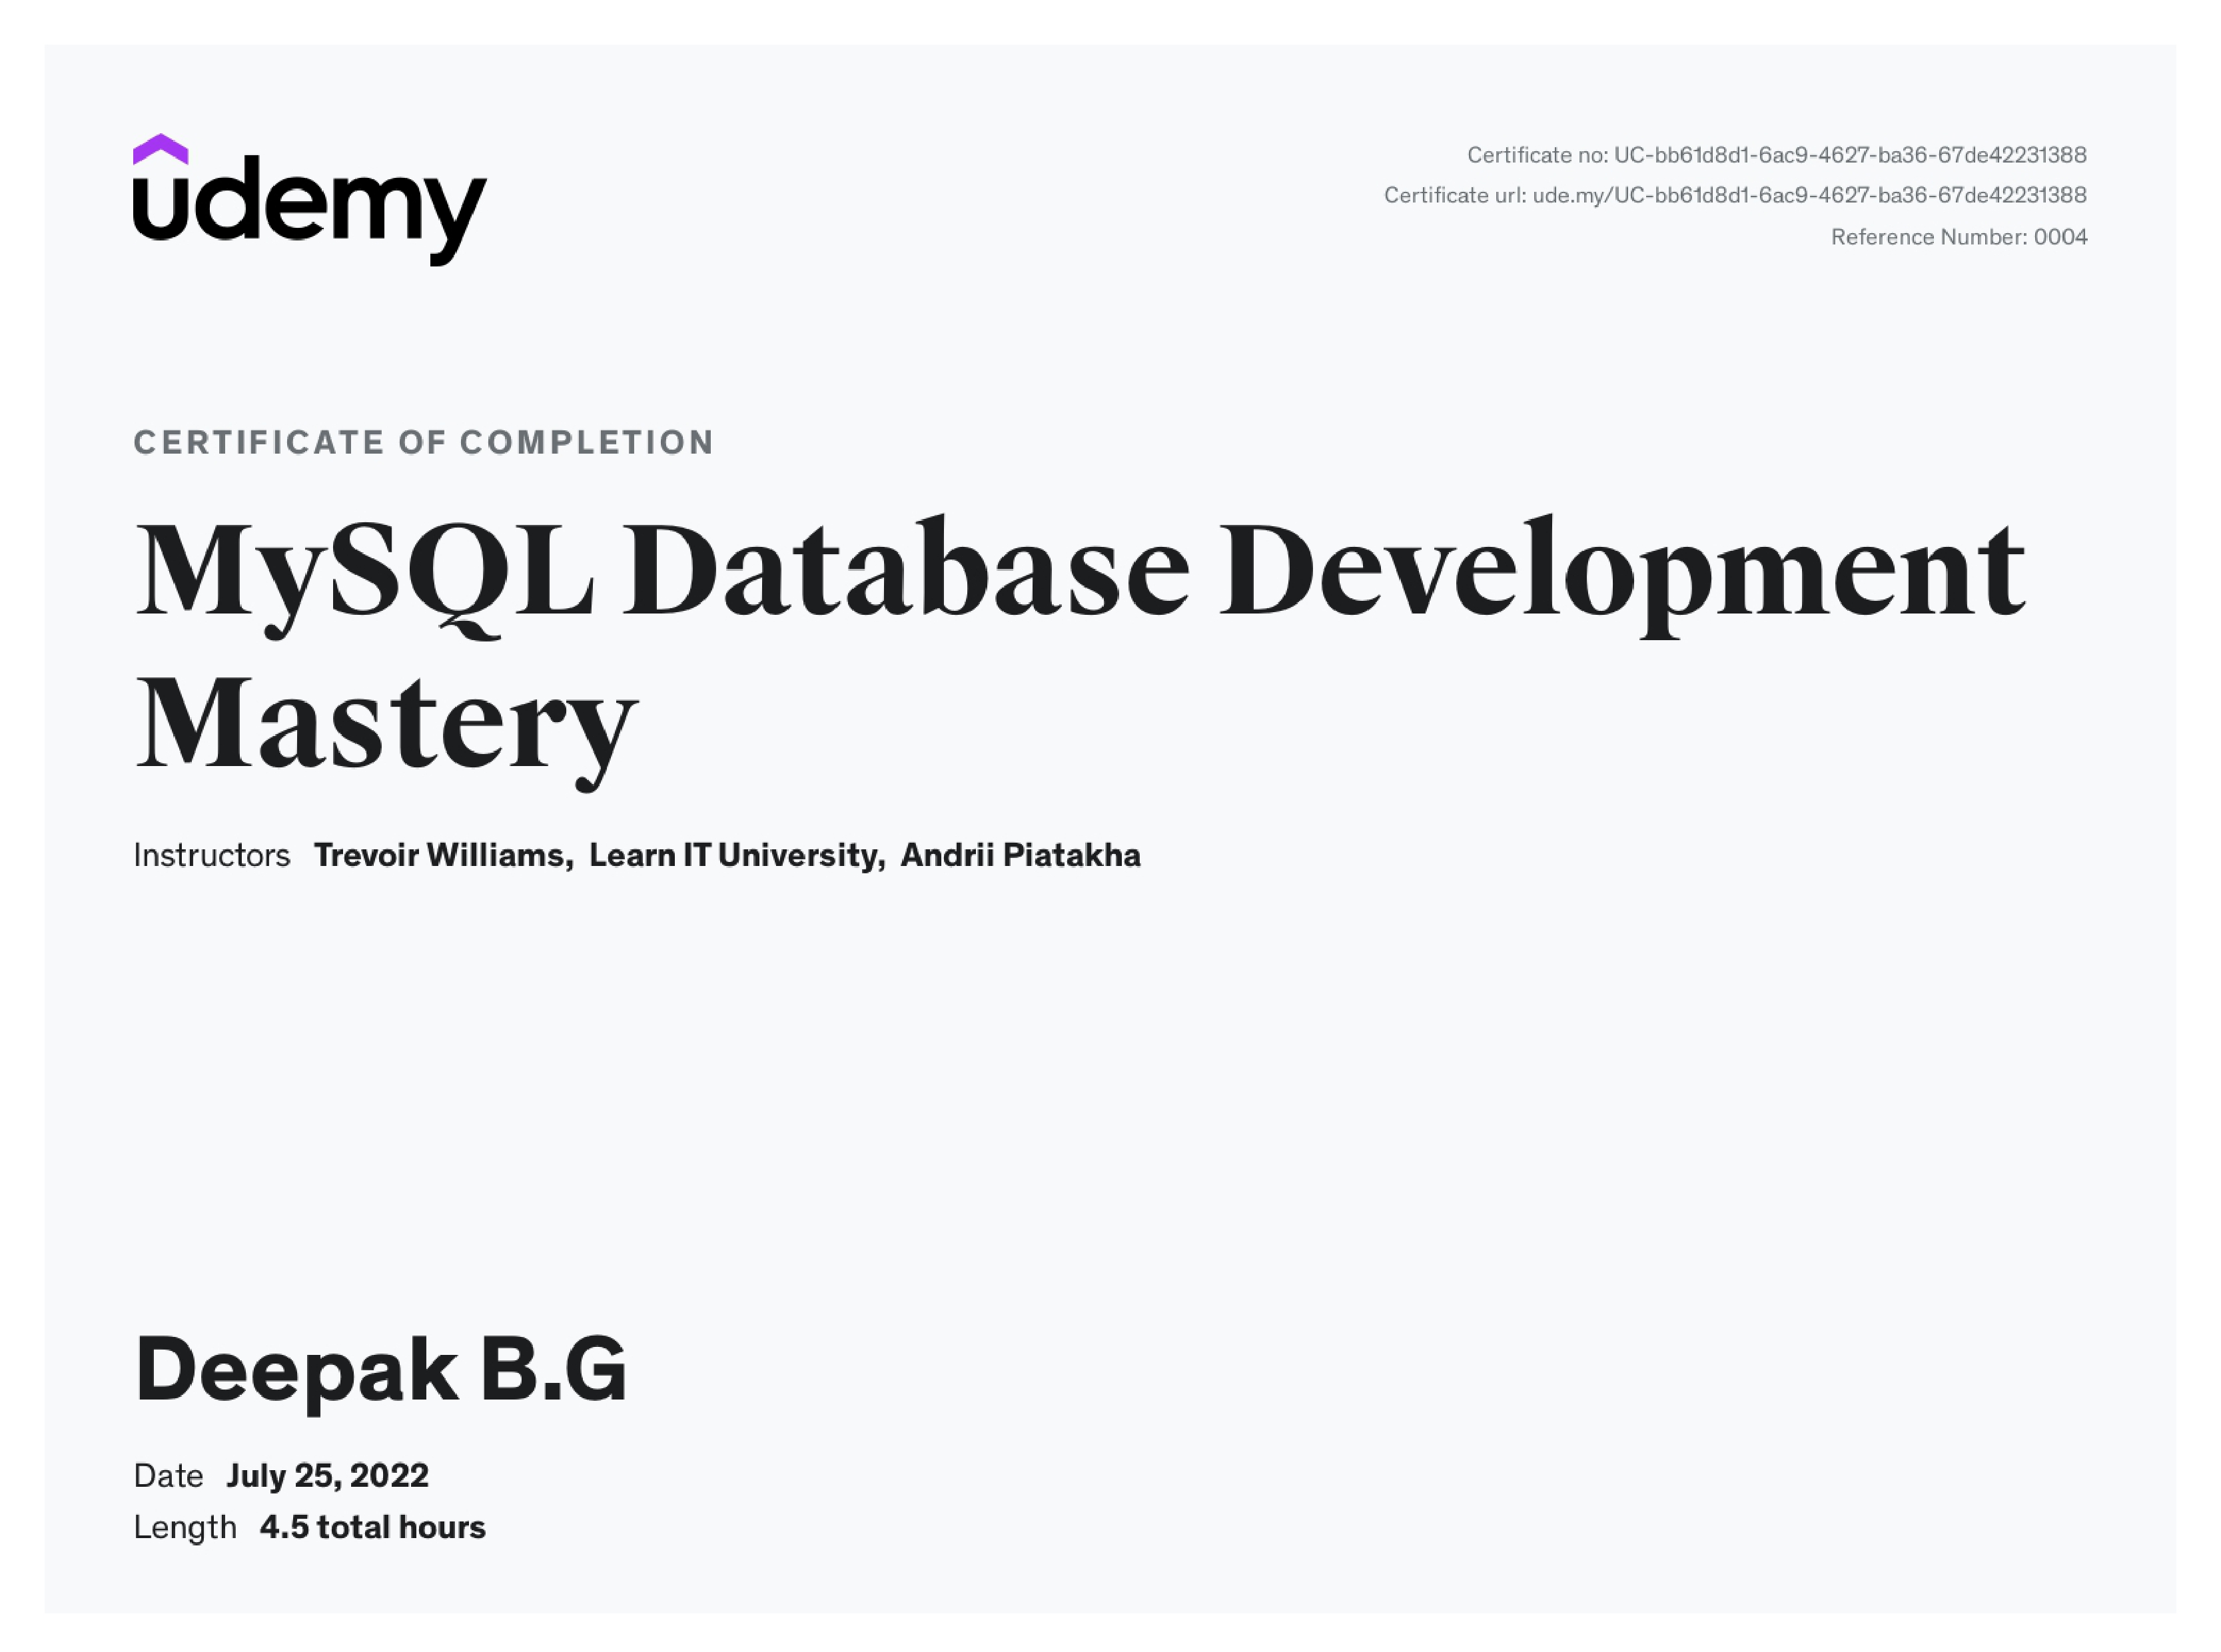 udemy
Certificate no: UC-bb61d8d1-6ac9-4627-ba36-67de42231388
Certificate url: ude.my/UC-bb61d8d1-6ac9-4627-ba36-67de42231388
Reference Number: 0004
CERTIFICATE OF COMPLETION
MySQL Database Development
Mastery
Instructors Trevoir Williams, Learn IT University, Andrii Piatakha
Deepak B.G
Date July 25, 2022
Length 4.5 total hours